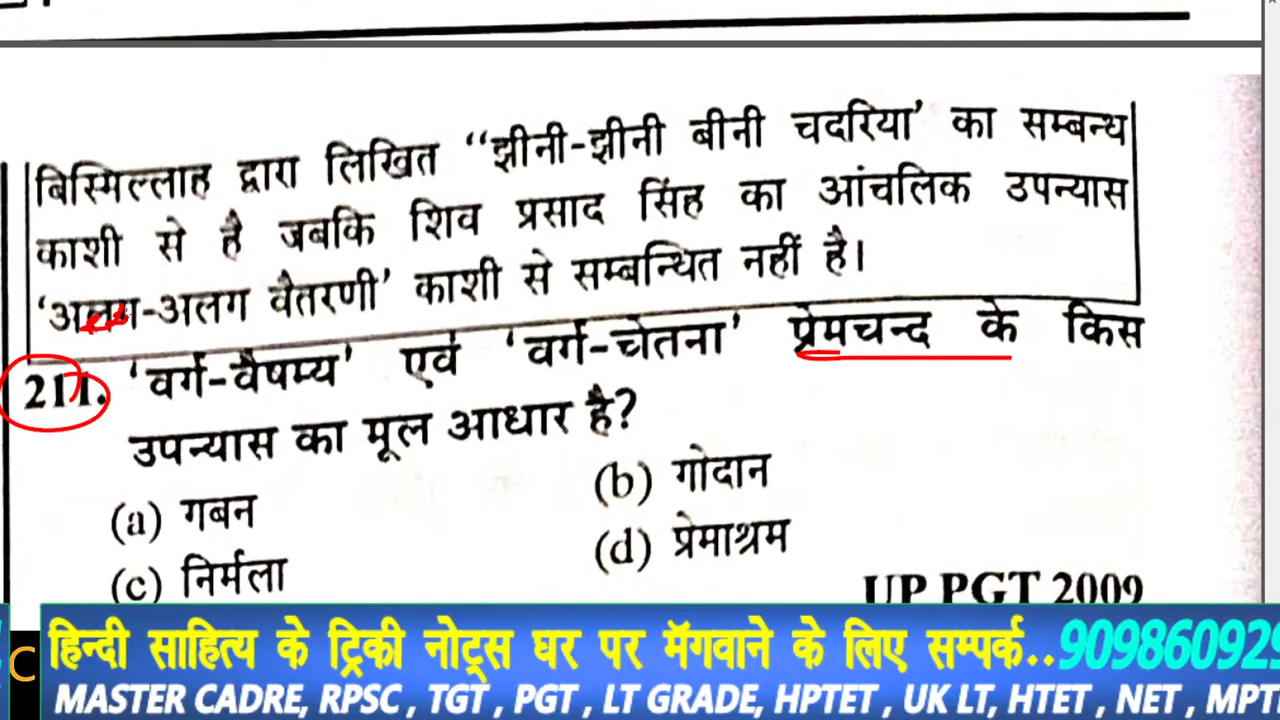 बिस्मिल्लाह द्वारा लिखित “झीनी-झीनी बीनी चदरिया’ का सम्बन्ध
काशी से है जबकि शिव प्रसाद सिंह का आंचलिक उपन्यास
‘अलग-अलग वैतरणी’ काशी से सम्बन्धित नहीं है।
211. ‘वर्ग-वैषम्य’ एवं ‘वर्ग-चेतना’ प्रेमचन्द के किस
उपन्यास का मूल आधार है?
(a) गबन (b) गोदान
(c) निर्मला (d) प्रेमाश्रम
UP PGT 2009
C हिन्दी साहित्य के ट्रिकी नोट्स घर पर मॅगवाने के लिए सम्पर्क..909860929
MASTER CADRE, RPSC , TGT , PGT , LT GRADE, HPTET , UK LT, HTET , NET , MPT